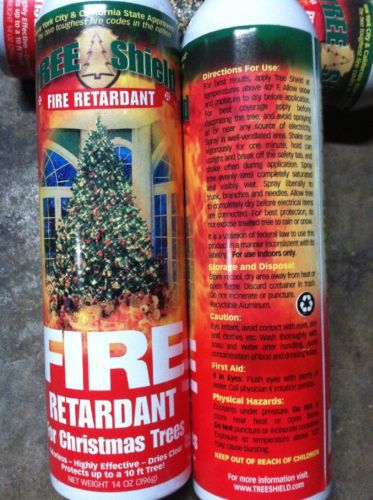 New York City & California State Approved
the two toughest fire codes in the nation
TREE Shield
FIRE RETARDANT
FIRE
RETARDANT
For Christmas Trees
Odorless – Highly Effective – Dries Clear
Protects up to a 10 ft Tree!
NET WEIGHT 14 OZ (396g)
Directions For Use:
For best results, apply Tree Shield at
temperatures above 40° F. Allow snow
and moisture to dry before application.
For best coverage apply before
decorating the tree, and avoid spraying
at or near any source of electricity.
Spray in well-ventilated area. Shake can
vigorously for one minute, hold can
upright and break off the safety tab, and
shake often during application. Spray
tree evenly until completely saturated
and visibly wet. Spray liberally to
trunk, branches and needles. Allow tree
to completely dry before electrical items
are connected. For best protection, do
not expose treated tree to rain or snow.
It is a violation of federal law to use this
product in a manner inconsistent with its
labeling. For use indoors only.
Storage and Disposal
Store in cool, dry area away from heat or
open flame. Discard container in trash.
Do not incinerate or puncture.
Recyclable Aluminum.
Caution:
Eye irritant, avoid contact with eyes,
and clothes etc. Wash thoroughly with
soap and water after handling. Avoid
contamination of food and drinking water.
First Aid:
If in Eyes: Flush eyes with plenty of
water. Call physician if irritation persists.
Physical Hazards:
Contents under pressure. Do not
store near heat or open flame.
Do Not puncture or incinerate container.
Exposure to temperature above 120°
may cause bursting.
KEEP OUT OF REACH OF CHILDREN
For more information visit,
www.TREESHIELD.com